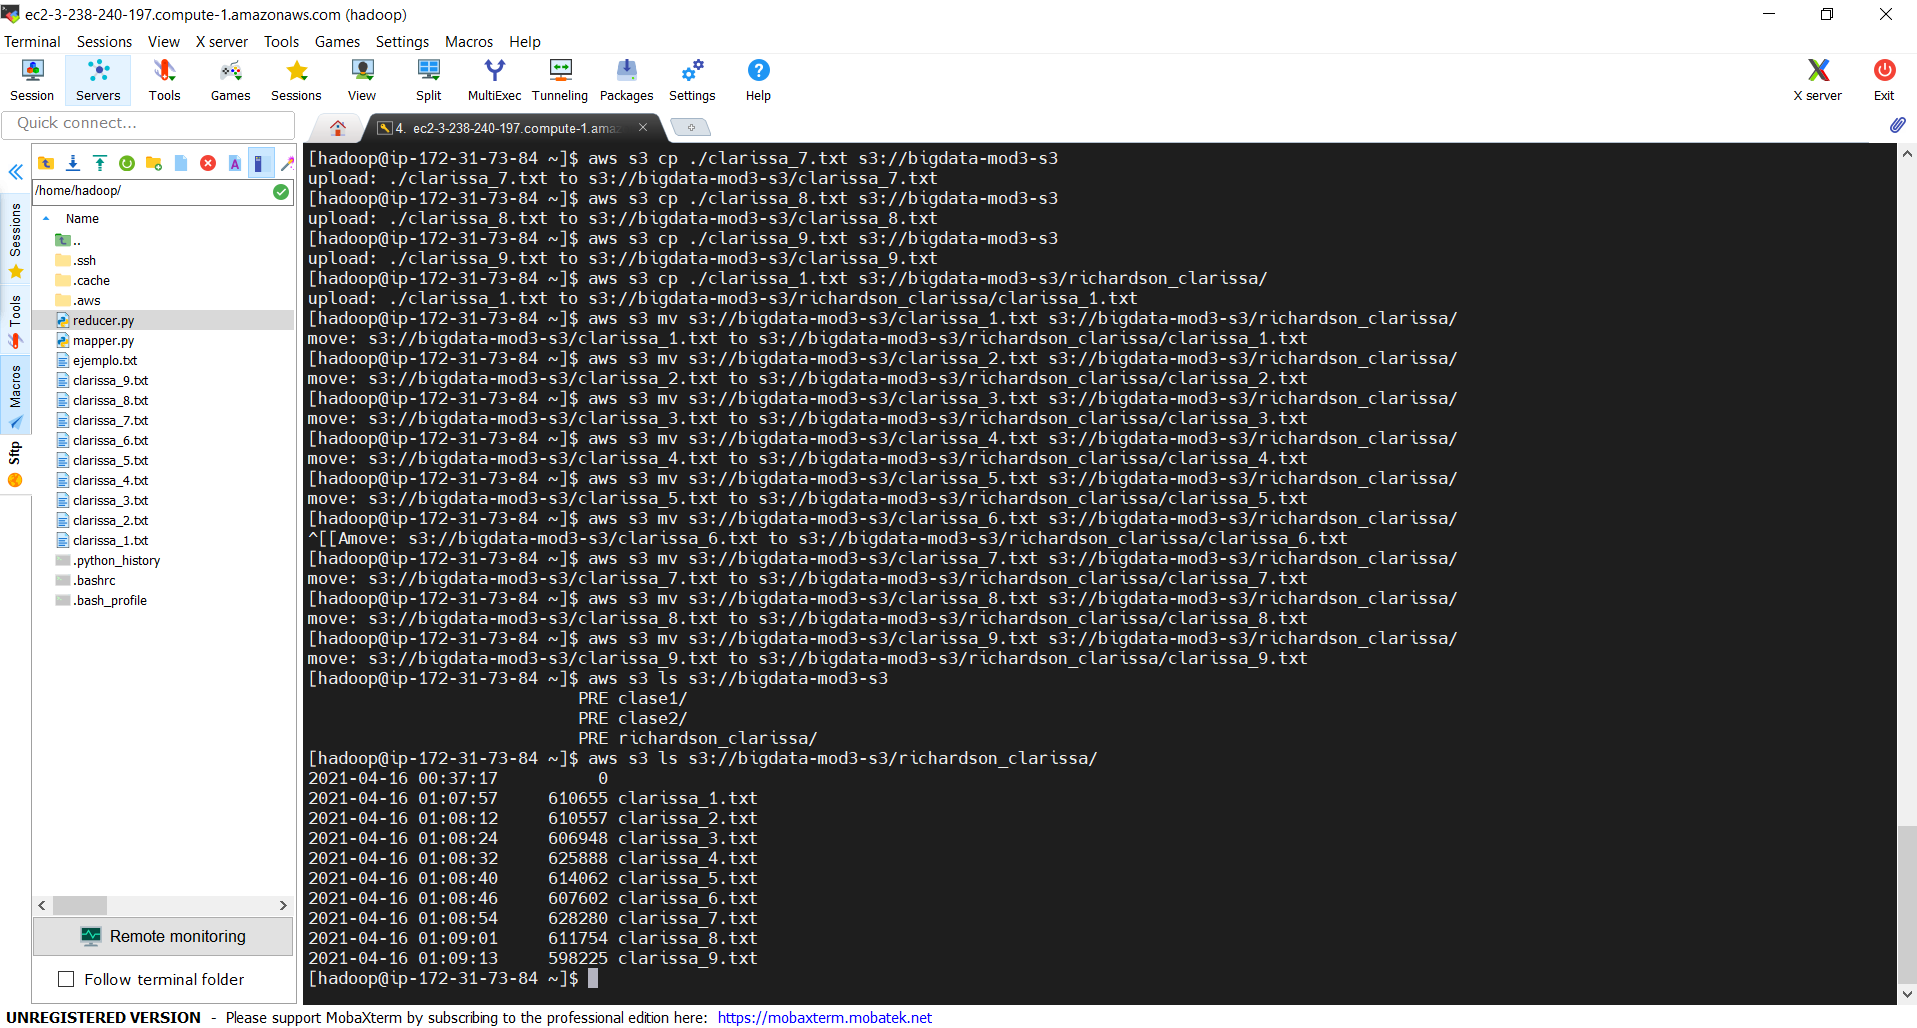 ec2-3-238-240-197.compute-1.amazonaws.com (hadoop)
Terminal Sessions View X server Tools Games Settings Macros Help
Session Servers Tools Games Sessions View Split MultiExec Tunneling Packages Settings Help X server Exit
Quick connect...
4. ec2-3-238-240-197.compute-1.ama
/home/hadoop/
Name
..
.ssh
.cache
.aws
reducer.py
mapper.py
ejemplo.txt
clarissa_9.txt
clarissa_8.txt
clarissa_7.txt
clarissa_6.txt
clarissa_5.txt
clarissa_4.txt
clarissa_3.txt
clarissa_2.txt
clarissa_1.txt
.python_history
.bashrc
.bash_profile
Sessions
Tools
Macros
Sftp
Remote monitoring
Follow terminal folder
[hadoop@ip-172-31-73-84 ~]$ aws s3 cp ./clarissa_7.txt s3://bigdata-mod3-s3
upload: ./clarissa_7.txt to s3://bigdata-mod3-s3/clarissa_7.txt
[hadoop@ip-172-31-73-84 ~]$ aws s3 cp ./clarissa_8.txt s3://bigdata-mod3-s3
upload: ./clarissa_8.txt to s3://bigdata-mod3-s3/clarissa_8.txt
[hadoop@ip-172-31-73-84 ~]$ aws s3 cp ./clarissa_9.txt s3://bigdata-mod3-s3
upload: ./clarissa_9.txt to s3://bigdata-mod3-s3/clarissa_9.txt
[hadoop@ip-172-31-73-84 ~]$ aws s3 cp ./clarissa_1.txt s3://bigdata-mod3-s3/richardson_clarissa/
upload: ./clarissa_1.txt to s3://bigdata-mod3-s3/richardson_clarissa/clarissa_1.txt
[hadoop@ip-172-31-73-84 ~]$ aws s3 mv s3://bigdata-mod3-s3/clarissa_1.txt s3://bigdata-mod3-s3/richardson_clarissa/
move: s3://bigdata-mod3-s3/clarissa_1.txt to s3://bigdata-mod3-s3/richardson_clarissa/clarissa_1.txt
[hadoop@ip-172-31-73-84 ~]$ aws s3 mv s3://bigdata-mod3-s3/clarissa_2.txt s3://bigdata-mod3-s3/richardson_clarissa/
move: s3://bigdata-mod3-s3/clarissa_2.txt to s3://bigdata-mod3-s3/richardson_clarissa/clarissa_2.txt
[hadoop@ip-172-31-73-84 ~]$ aws s3 mv s3://bigdata-mod3-s3/clarissa_3.txt s3://bigdata-mod3-s3/richardson_clarissa/
move: s3://bigdata-mod3-s3/clarissa_3.txt to s3://bigdata-mod3-s3/richardson_clarissa/clarissa_3.txt
[hadoop@ip-172-31-73-84 ~]$ aws s3 mv s3://bigdata-mod3-s3/clarissa_4.txt s3://bigdata-mod3-s3/richardson_clarissa/
move: s3://bigdata-mod3-s3/clarissa_4.txt to s3://bigdata-mod3-s3/richardson_clarissa/clarissa_4.txt
[hadoop@ip-172-31-73-84 ~]$ aws s3 mv s3://bigdata-mod3-s3/clarissa_5.txt s3://bigdata-mod3-s3/richardson_clarissa/
move: s3://bigdata-mod3-s3/clarissa_5.txt to s3://bigdata-mod3-s3/richardson_clarissa/clarissa_5.txt
[hadoop@ip-172-31-73-84 ~]$ aws s3 mv s3://bigdata-mod3-s3/clarissa_6.txt s3://bigdata-mod3-s3/richardson_clarissa/
^[[Amove: s3://bigdata-mod3-s3/clarissa_6.txt to s3://bigdata-mod3-s3/richardson_clarissa/clarissa_6.txt
[hadoop@ip-172-31-73-84 ~]$ aws s3 mv s3://bigdata-mod3-s3/clarissa_7.txt s3://bigdata-mod3-s3/richardson_clarissa/
move: s3://bigdata-mod3-s3/clarissa_7.txt to s3://bigdata-mod3-s3/richardson_clarissa/clarissa_7.txt
[hadoop@ip-172-31-73-84 ~]$ aws s3 mv s3://bigdata-mod3-s3/clarissa_8.txt s3://bigdata-mod3-s3/richardson_clarissa/
move: s3://bigdata-mod3-s3/clarissa_8.txt to s3://bigdata-mod3-s3/richardson_clarissa/clarissa_8.txt
[hadoop@ip-172-31-73-84 ~]$ aws s3 mv s3://bigdata-mod3-s3/clarissa_9.txt s3://bigdata-mod3-s3/richardson_clarissa/
move: s3://bigdata-mod3-s3/clarissa_9.txt to s3://bigdata-mod3-s3/richardson_clarissa/clarissa_9.txt
[hadoop@ip-172-31-73-84 ~]$ aws s3 ls s3://bigdata-mod3-s3
PRE clase1/
PRE clase2/
PRE richardson_clarissa/
[hadoop@ip-172-31-73-84 ~]$ aws s3 ls s3://bigdata-mod3-s3/richardson_clarissa/
2021-04-16 00:37:17 0
2021-04-16 01:07:57 610655 clarissa_1.txt
2021-04-16 01:08:12 610557 clarissa_2.txt
2021-04-16 01:08:24 606948 clarissa_3.txt
2021-04-16 01:08:32 625888 clarissa_4.txt
2021-04-16 01:08:40 614062 clarissa_5.txt
2021-04-16 01:08:46 607602 clarissa_6.txt
2021-04-16 01:08:54 628280 clarissa_7.txt
2021-04-16 01:09:01 611754 clarissa_8.txt
2021-04-16 01:09:13 598225 clarissa_9.txt
[hadoop@ip-172-31-73-84 ~]$
UNREGISTERED VERSION - Please support MobaXterm by subscribing to the professional edition here: https://mobaxterm.mobatek.net